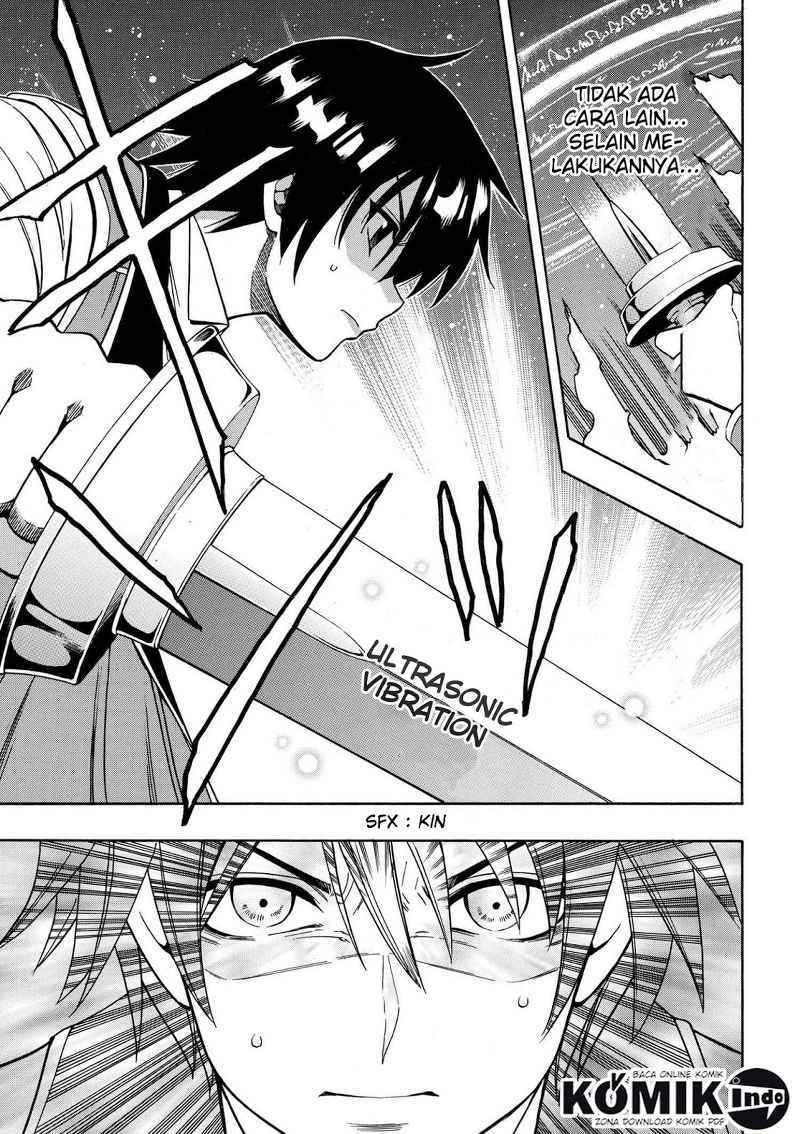 TIDAK ADA
CARA LAIN...
SELAIN ME-
LAKUKANNYA...
ULTRASONIC
VIBRATION
SFX : KIN
BACA ONLINE KOMIK
KOMIK indo
ZONA DOWNLOAD KOMIK PDF